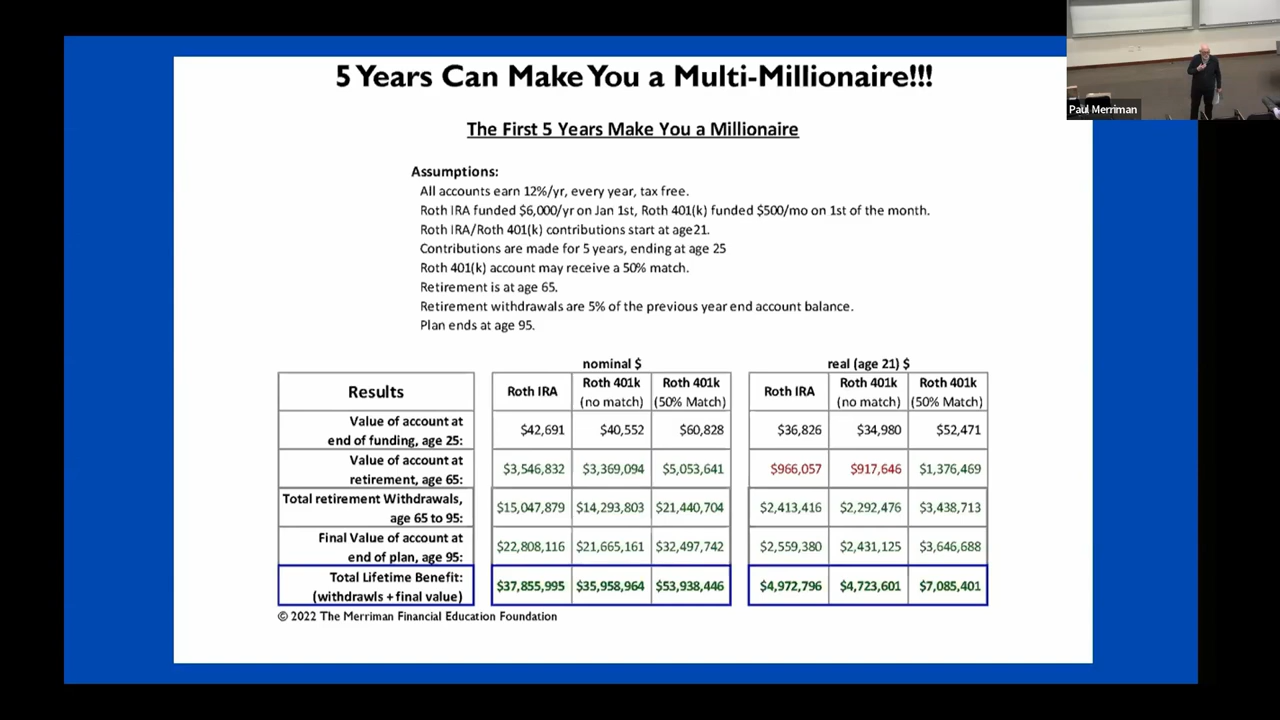 5 Years Can Make You a Multi-Millionaire!!!
Paul Merriman
The First 5 Years Make You a Millionaire
Assumptions:
All accounts earn 12%/yr, every year, tax free.
Roth IRA funded $6,000/yr on Jan 1st, Roth 401(k) funded $500/mo on 1st of the month.
Roth IRA/Roth 401(k) contributions start at age21.
Contributions are made for 5 years, ending at age 25
Roth 401(k) account may receive a 50% match.
Retirement is at age 65.
Retirement withdrawals are 5% of the previous year end account balance.
Plan ends at age 95.
nominal $ real (age 21) $
Results Roth IRA Roth 401k (no match) Roth 401k (50% Match) Roth IRA Roth 401k (no match) Roth 401k (50% Match)
Value of account at
end of funding, age 25: $42,691 $40,552 $60,828 $36,826 $34,980 $52,471
Value of account at
retirement, age 65: $3,546,832 $3,369,094 $5,053,641 $966,057 $917,646 $1,376,469
Total retirement Withdrawals,
age 65 to 95: $15,047,879 $14,293,803 $21,440,704 $2,413,416 $2,292,476 $3,438,713
Final Value of account at
end of plan, age 95: $22,808,116 $21,665,161 $32,497,742 $2,559,380 $2,431,125 $3,646,688
Total Lifetime Benefit:
(withdrawls + final value) $37,855,995 $35,958,964 $53,938,446 $4,972,796 $4,723,601 $7,085,401
© 2022 The Merriman Financial Education Foundation